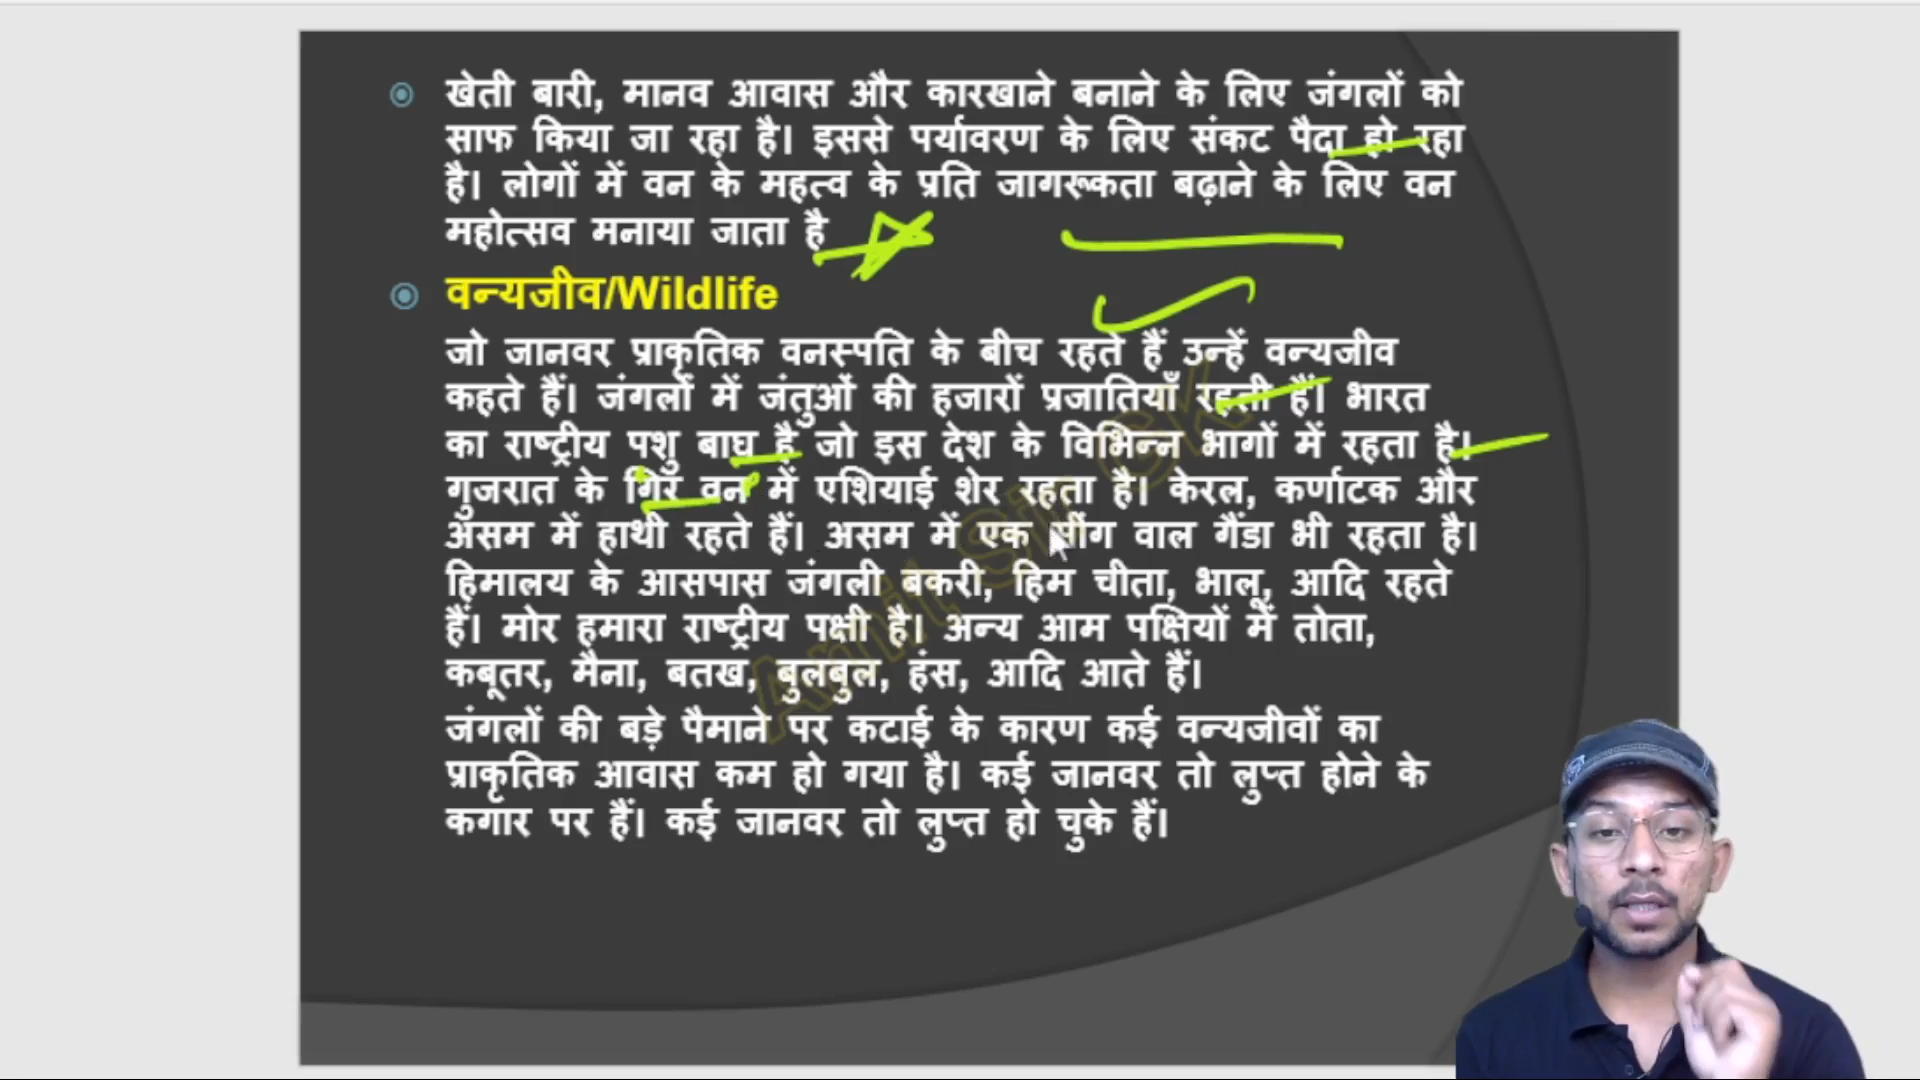 खेती बारी, मानव आवास और कारखाने बनाने के लिए जंगलों को
साफ किया जा रहा है। इससे पर्यावरण के लिए संकट पैदा हो रहा
है। लोगों में वन के महत्व के प्रति जागरूकता बढ़ाने के लिए वन
महोत्सव मनाया जाता है
वन्यजीव/Wildlife
जो जानवर प्राकृतिक वनस्पति के बीच रहते हैं उन्हें वन्यजीव
कहते हैं। जंगलों में जंतुओं की हजारों प्रजातियाँ रहती हैं। भारत
का राष्ट्रीय पशु बाघ है जो इस देश के विभिन्न भागों में रहता है।
गुजरात के गिर वन में एशियाई शेर रहता है। केरल, कर्णाटक और
असम में हाथी रहते हैं। असम में एक सींग वाल गैंडा भी रहता है।
हिमालय के आसपास जंगली बकरी, हिम चीता, भालू, आदि रहते
हैं। मोर हमारा राष्ट्रीय पक्षी है। अन्य आम पक्षियों में तोता,
कबूतर, मैना, बतख, बुलबुल, हंस, आदि आते हैं।
जंगलों की बड़े पैमाने पर कटाई के कारण कई वन्यजीवों का
प्राकृतिक आवास कम हो गया है। कई जानवर तो लुप्त होने के
कगार पर हैं। कई जानवर तो लुप्त हो चुके हैं।
Amit Sir GK